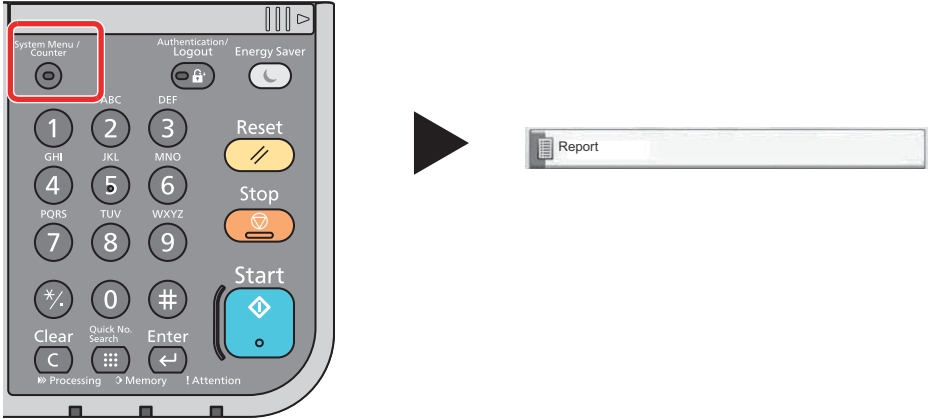 System Menu /
Counter
Authentication/
Logout
Energy Saver
ABC
DEF
1
2
3
Reset
GHI
JKL
MNO
4
5
6
Stop
PQRS
TUV
WXYZ
7
8
9
Start
*/.
0
#
Clear
Quick No.
Search
Enter
C
Processing
Memory
! Attention
Report